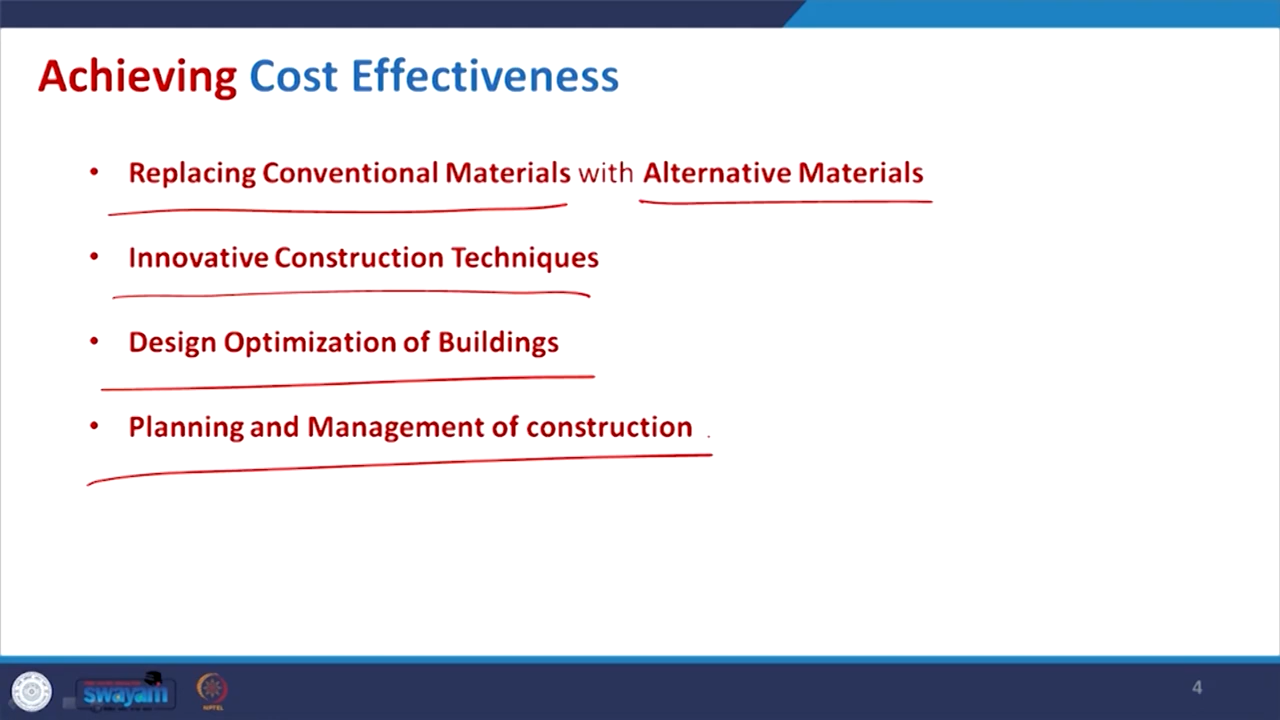 Achieving Cost Effectiveness
• Replacing Conventional Materials with Alternative Materials
• Innovative Construction Techniques
• Design Optimization of Buildings
• Planning and Management of construction
swayam
NPTEL
4